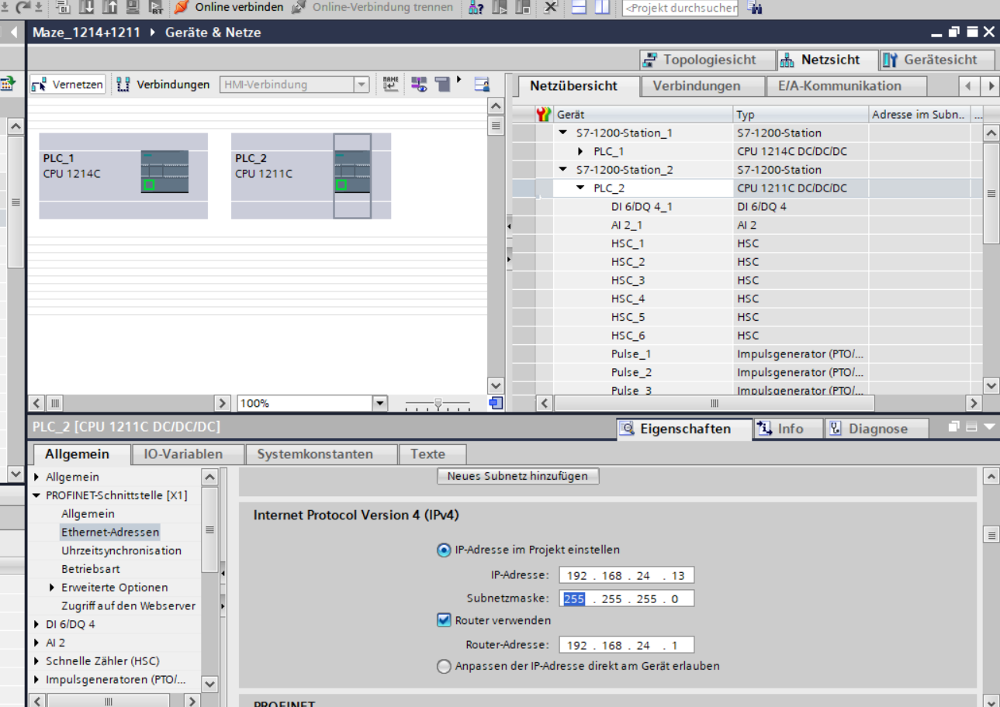 Online verbinden Online-Verbindung trennen <Projekt durchsuchen
Maze_1214+1211 Geräte & Netze
Topologiesicht Netzsicht Gerätesicht
Vernetzen Verbindungen HMI-Verbindung
Netzübersicht Verbindungen E/A-Kommunikation
Gerät Typ Adresse im Subn.. ...
S7-1200-Station_1 S7-1200-Station
PLC_1 CPU 1214C DC/DC/DC
S7-1200-Station_2 S7-1200-Station
PLC_2 CPU 1211C DC/DC/DC
DI 6/DQ 4_1 DI 6/DQ 4
AI 2_1 AI 2
HSC_1 HSC
HSC_2 HSC
HSC_3 HSC
HSC_4 HSC
HSC_5 HSC
HSC_6 HSC
Pulse_1 Impulsgenerator (PTO/...
Pulse_2 Impulsgenerator (PTO/...
Pulse_3 Impulsgenerator (PTO/...
PLC_1
CPU 1214C
PLC_2
CPU 1211C
100%
PLC_2 [CPU 1211C DC/DC/DC]
Eigenschaften Info Diagnose
Allgemein IO-Variablen Systemkonstanten Texte
Allgemein
PROFINET-Schnittstelle [X1]
Allgemein
Ethernet-Adressen
Uhrzeitsynchronisation
Betriebsart
Erweiterte Optionen
Zugriff auf den Webserver
DI 6/DQ 4
AI 2
Schnelle Zähler (HSC)
Impulsgeneratoren (PTO/...
Neues Subnetz hinzufügen
Internet Protocol Version 4 (IPv4)
IP-Adresse im Projekt einstellen
IP-Adresse: 192 . 168 . 24 . 13
Subnetzmaske: 255 . 255 . 255 . 0
Router verwenden
Router-Adresse: 192 . 168 . 24 . 1
Anpassen der IP-Adresse direkt am Gerät erlauben
PROFINET